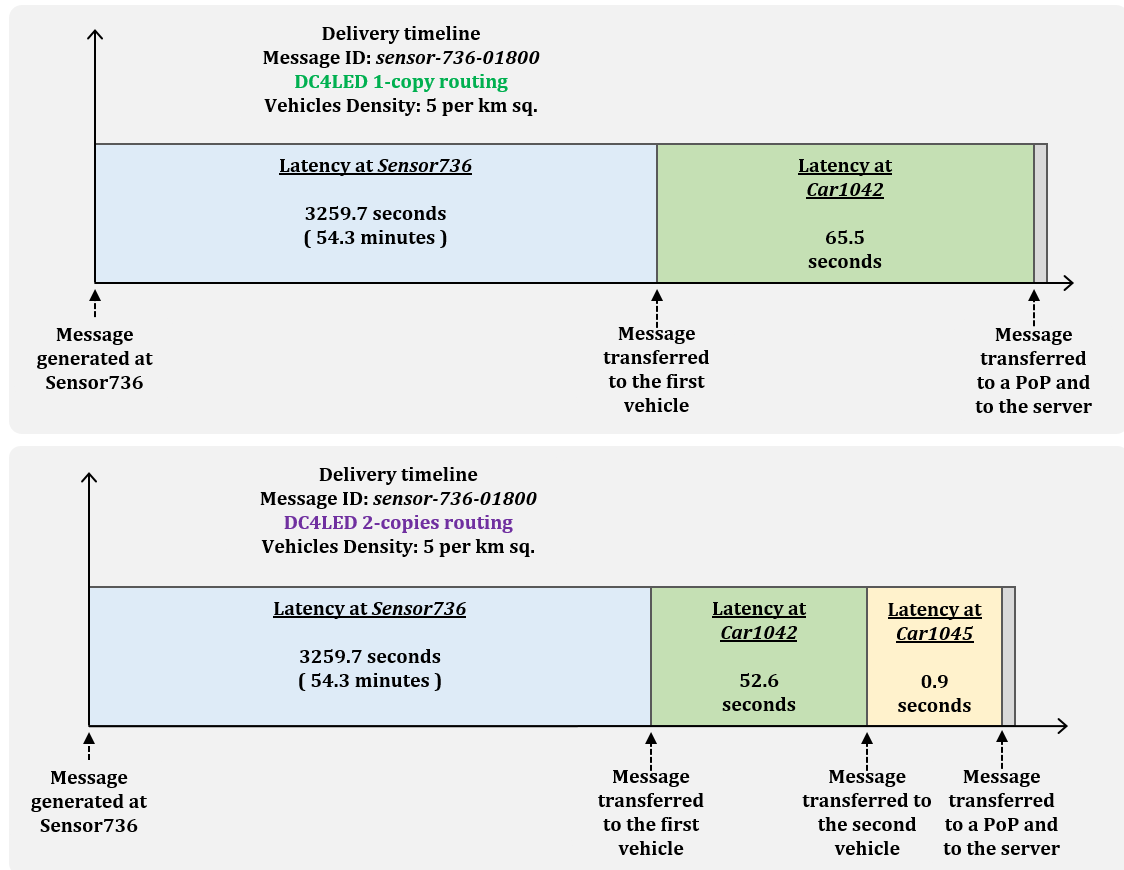 Delivery timeline
Message ID: sensor-736-01800
DC4LED 1-copy routing
Vehicles Density: 5 per km sq.
Latency at Sensor736
3259.7 seconds
( 54.3 minutes )
Latency at
Car1042
65.5
seconds
Message
generated at
Sensor736
Message
transferred
to the first
vehicle
Message
transferred
to a PoP and
to the server
Delivery timeline
Message ID: sensor-736-01800
DC4LED 2-copies routing
Vehicles Density: 5 per km sq.
Latency at Sensor736
3259.7 seconds
( 54.3 minutes )
Latency at
Car1042
52.6
seconds
Latency at
Car1045
0.9
seconds
Message
generated at
Sensor736
Message
transferred
to the first
vehicle
Message
transferred to
the second
vehicle
Message
transferred
to a PoP and
to the server